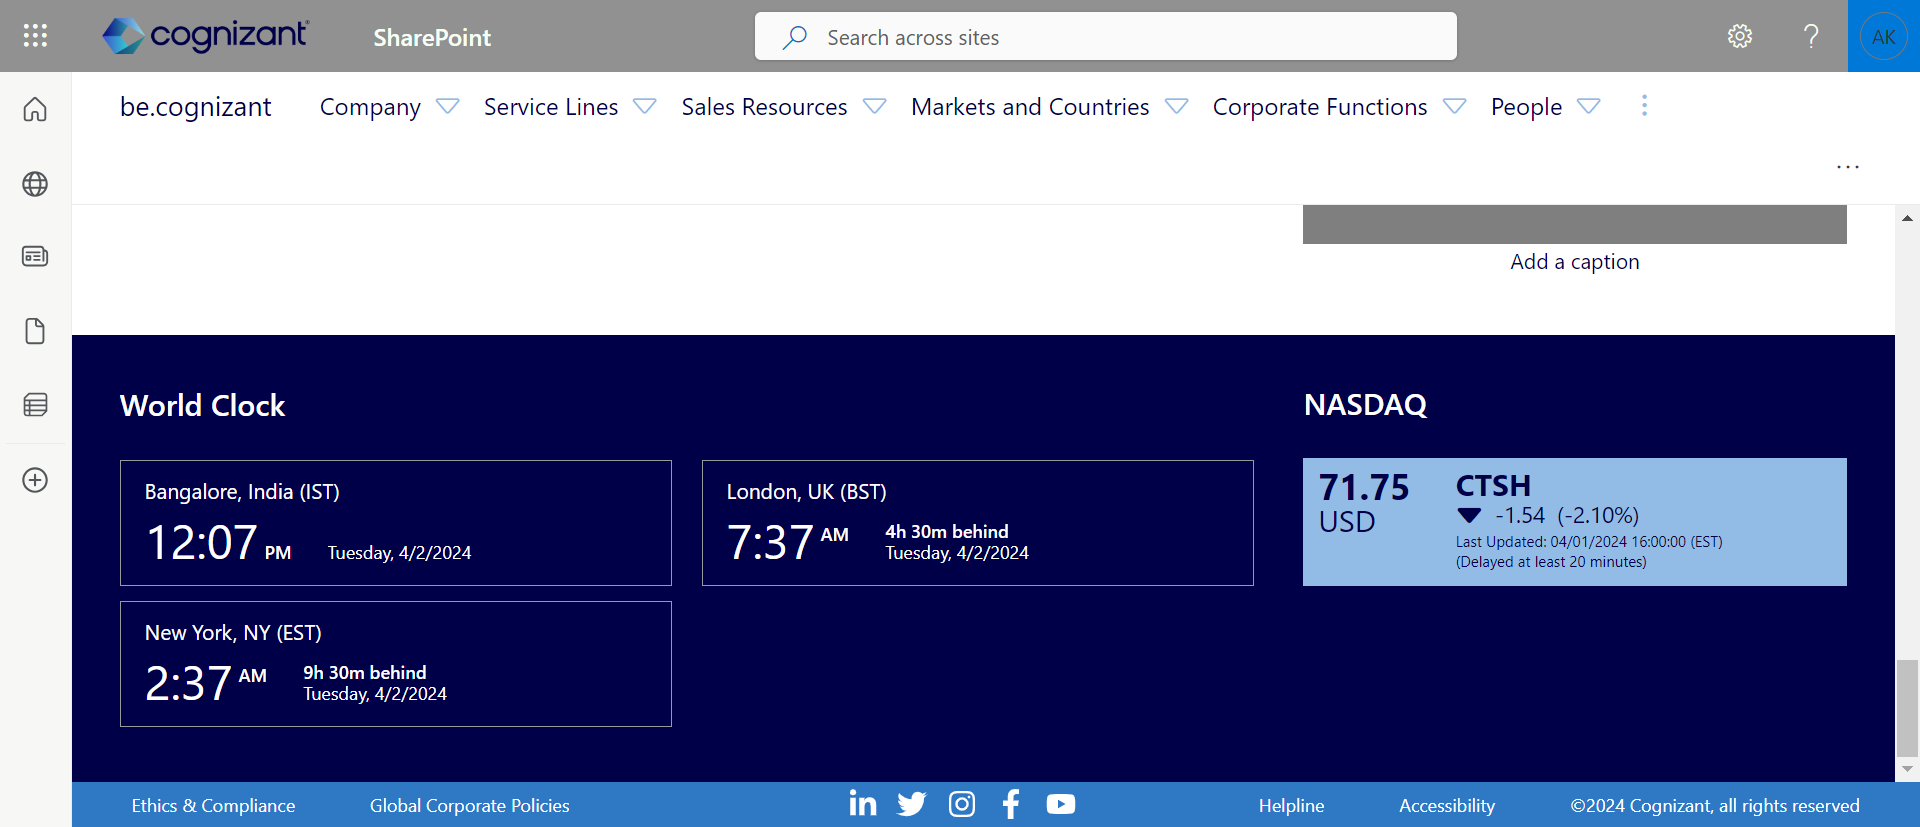 cognizant
SharePoint
Search across sites
?
AK
be.cognizant
Company
Service Lines
Sales Resources
Markets and Countries
Corporate Functions
People
Add a caption
World Clock
NASDAQ
Bangalore, India (IST)
12:07 PM Tuesday, 4/2/2024
London, UK (BST)
7:37 AM
4h 30m behind
Tuesday, 4/2/2024
71.75
USD
CTSH
-1.54 (-2.10%)
Last Updated: 04/01/2024 16:00:00 (EST)
(Delayed at least 20 minutes)
New York, NY (EST)
2:37 AM
9h 30m behind
Tuesday, 4/2/2024
Ethics & Compliance
Global Corporate Policies
Helpline
Accessibility
©2024 Cognizant, all rights reserved